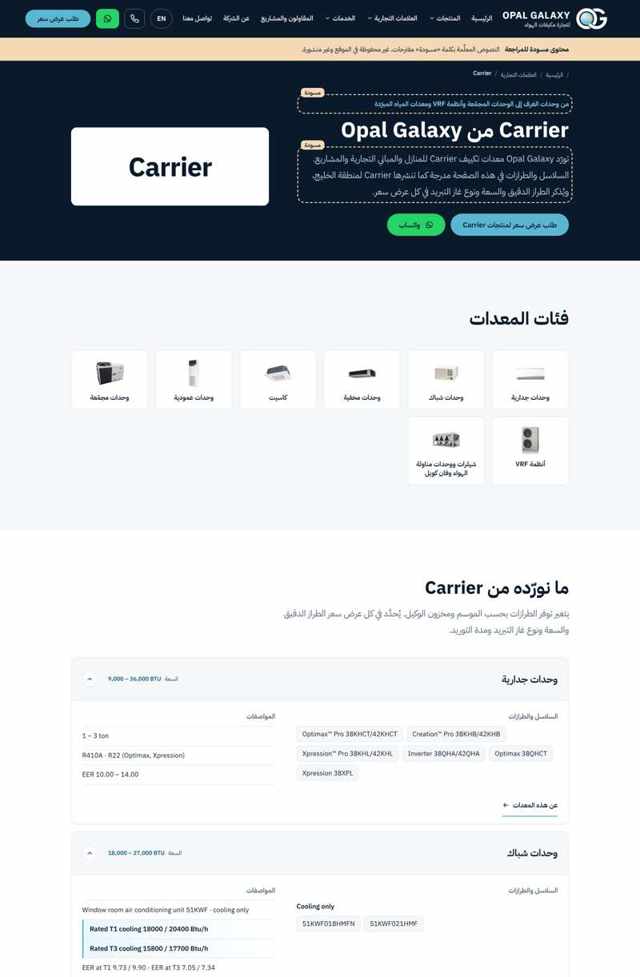 OPAL GALAXY
لتجارة مكيفات الهواء
الرئيسية
المنتجات
العلامات التجارية
الخدمات
المقاولون والمشاريع
عن الشركة
تواصل معنا
EN
طلب عرض سعر
محتوى مسودة للمراجعة النصوص المعلّمة بكلمة «مسودة» مقترحات، غير محفوظة في الموقع وغير منشورة.
/ الرئيسية / العلامات التجارية / Carrier
مسودة
من وحدات الغرف إلى الوحدات المجمّعة وأنظمة VRF ومعدات المياه المبرّدة
Carrier من Opal Galaxy
مسودة
تورّد Opal Galaxy معدات تكييف Carrier للمنازل والمباني التجارية والمشاريع.
السلاسل والطرازات في هذه الصفحة مدرجة كما تنشرها Carrier لمنطقة الخليج،
ويُذكر الطراز الدقيق والسعة ونوع غاز التبريد في كل عرض سعر.
طلب عرض سعر لمنتجات Carrier
واتساب
Carrier
فئات المعدات
وحدات جدارية
وحدات شباك
وحدات مخفية
كاسيت
وحدات عمودية
وحدات مجمّعة
أنظمة VRF
شيلرات ووحدات مناولة
الهواء وفان كويل
ما نورّده من Carrier
يتغير توفر الطرازات بحسب الموسم ومخزون الوكيل. يُحدَّد في كل عرض سعر الطراز الدقيق
والسعة ونوع غاز التبريد ومدة التوريد.
وحدات جدارية
السعة 9,000 – 36,000 BTU
السلاسل والطرازات
Optimax™ Pro 38KHCT/42KHCT
Creation™ Pro 38KHB/42KHB
Xpression™ Pro 38KHL/42KHL
Inverter 38QHA/42QHA
Optimax 38QHCT
Xpression 38XPL
المواصفات
1 – 3 ton
R410A · R22 (Optimax, Xpression)
EER 10.00 – 14.00
عن هذه المعدات
وحدات شباك
السعة 18,000 – 27,000 BTU
السلاسل والطرازات
Cooling only
51KWF018HMFN
51KWF021HMF
المواصفات
Window room air conditioning unit 51KWF · cooling only
Rated T1 cooling 18000 / 20400 Btu/h
Rated T3 cooling 15800 / 17700 Btu/h
EER at T1 9.73 / 9.90 · EER at T3 7.05 / 7.34